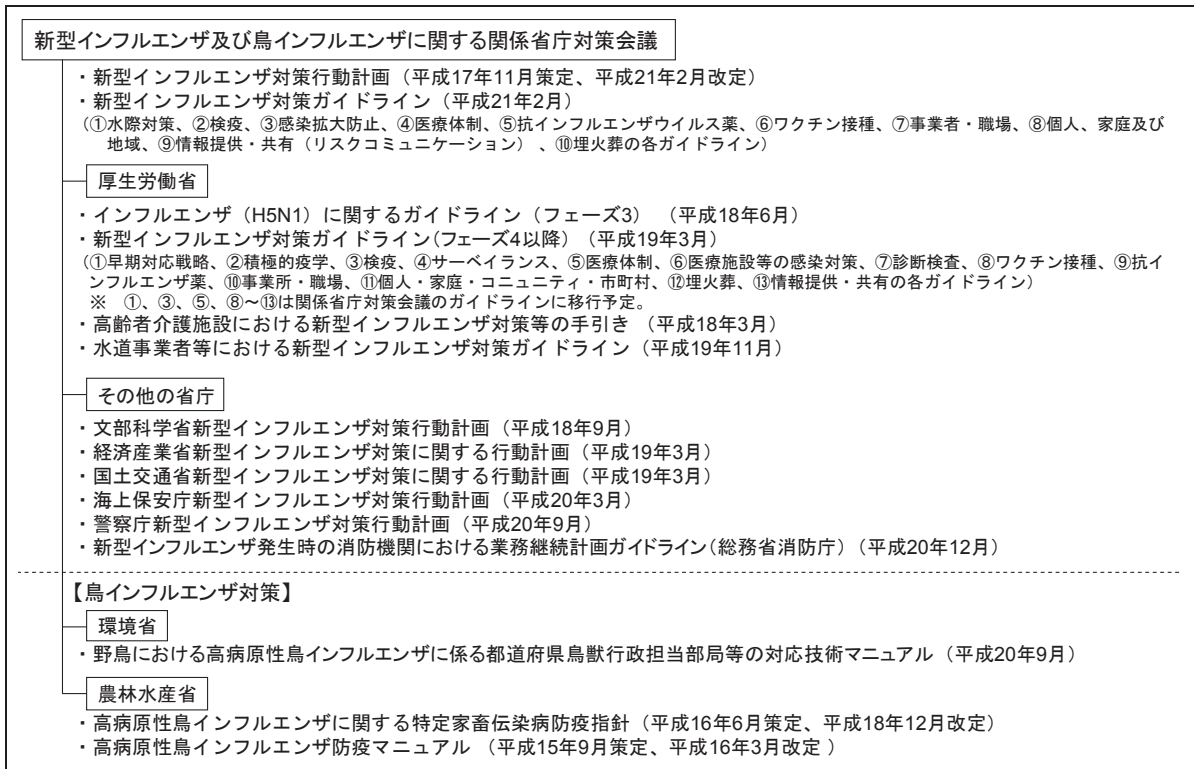 新型インフルエンザ及び鳥インフルエンザに関する関係省庁対策会議
・新型インフルエンザ対策行動計画（平成17年11月策定、平成21年2月改定）
・新型インフルエンザ対策ガイドライン（平成21年2月）
（①水際対策、②検疫、③感染拡大防止、④医療体制、⑤抗インフルエンザウイルス薬、⑥ワクチン接種、⑦事業者・職場、⑧個人、家庭及び
地域、⑨情報提供・共有（リスクコミュニケーション）、⑩埋火葬の各ガイドライン）
厚生労働省
・インフルエンザ（H5N1）に関するガイドライン（フェーズ3）（平成18年6月）
・新型インフルエンザ対策ガイドライン（フェーズ4以降）（平成19年3月）
（①早期対応戦略、②積極的疫学、③検疫、④サーベイランス、⑤医療体制、⑥医療施設等の感染対策、⑦診断検査、⑧ワクチン接種、⑨抗イ
ンフルエンザ薬、⑩事業所・職場、⑪個人・家庭・コニュニティ・市町村、⑫埋火葬、⑬情報提供・共有の各ガイドライン）
※ ①、③、⑤、⑧～⑬は関係省庁対策会議のガイドラインに移行予定。
・高齢者介護施設における新型インフルエンザ対策等の手引き（平成18年3月）
・水道事業者等における新型インフルエンザ対策ガイドライン（平成19年11月）
その他の省庁
・文部科学省新型インフルエンザ対策行動計画（平成18年9月）
・経済産業省新型インフルエンザ対策に関する行動計画（平成19年3月）
・国土交通省新型インフルエンザ対策に関する行動計画（平成19年3月）
・海上保安庁新型インフルエンザ対策行動計画（平成20年3月）
・警察庁新型インフルエンザ対策行動計画（平成20年9月）
・新型インフルエンザ発生時の消防機関における業務継続計画ガイドライン（総務省消防庁）（平成20年12月）
【鳥インフルエンザ対策】
環境省
・野鳥における高病原性鳥インフルエンザに係る都道府県鳥獣行政担当部局等の対応技術マニュアル（平成20年9月）
農林水産省
・高病原性鳥インフルエンザに関する特定家畜伝染病防疫指針（平成16年6月策定、平成18年12月改定）
・高病原性鳥インフルエンザ防疫マニュアル（平成15年9月策定、平成16年3月改定 ）